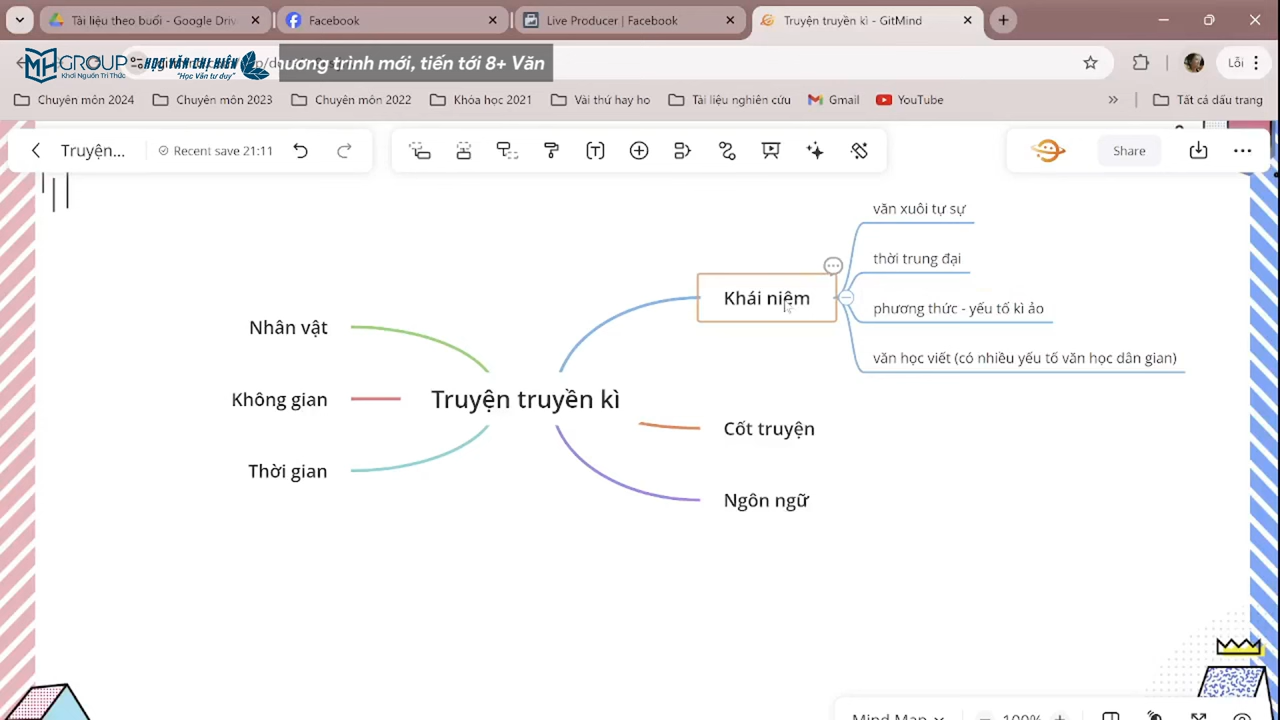 Tài liệu theo buổi - Google Driv
Facebook
Live Producer | Facebook
Truyện truyền kì - GitMind
MH GROUP
Khơi Nguồn Tri Thức
HỌC VĂN CHỊ HIÊN
"Học Văn tư duy"
hương trình mới, tiến tới 8+ Văn
Lỗi
Chuyên môn 2024
Chuyên môn 2023
Chuyên môn 2022
Khóa học 2021
Vài thứ hay ho
Tài liệu nghiên cứu
Gmail
YouTube
Tất cả dấu trang
Truyện...
Recent save 21:11
Share
văn xuôi tự sự
thời trung đại
Khái niệm
phương thức - yếu tố kì ảo
văn học viết (có nhiều yếu tố văn học dân gian)
Nhân vật
Không gian
Truyện truyền kì
Thời gian
Cốt truyện
Ngôn ngữ
Mind Map
100%